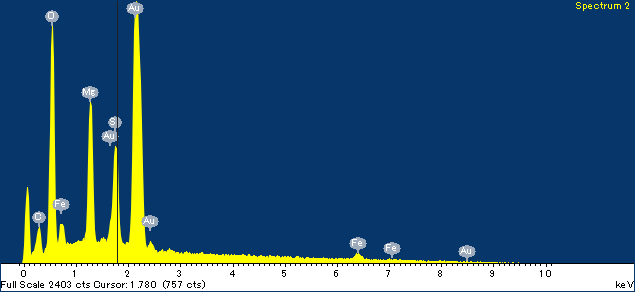 Spectrum 2
Au
O
Mg
Au
Fe
Au
Fe
Fe
Au
0 1 2 3 4 5 6 7 8 9 10
Full Scale 2403 cts Cursor: 1.780 (757 cts) keV